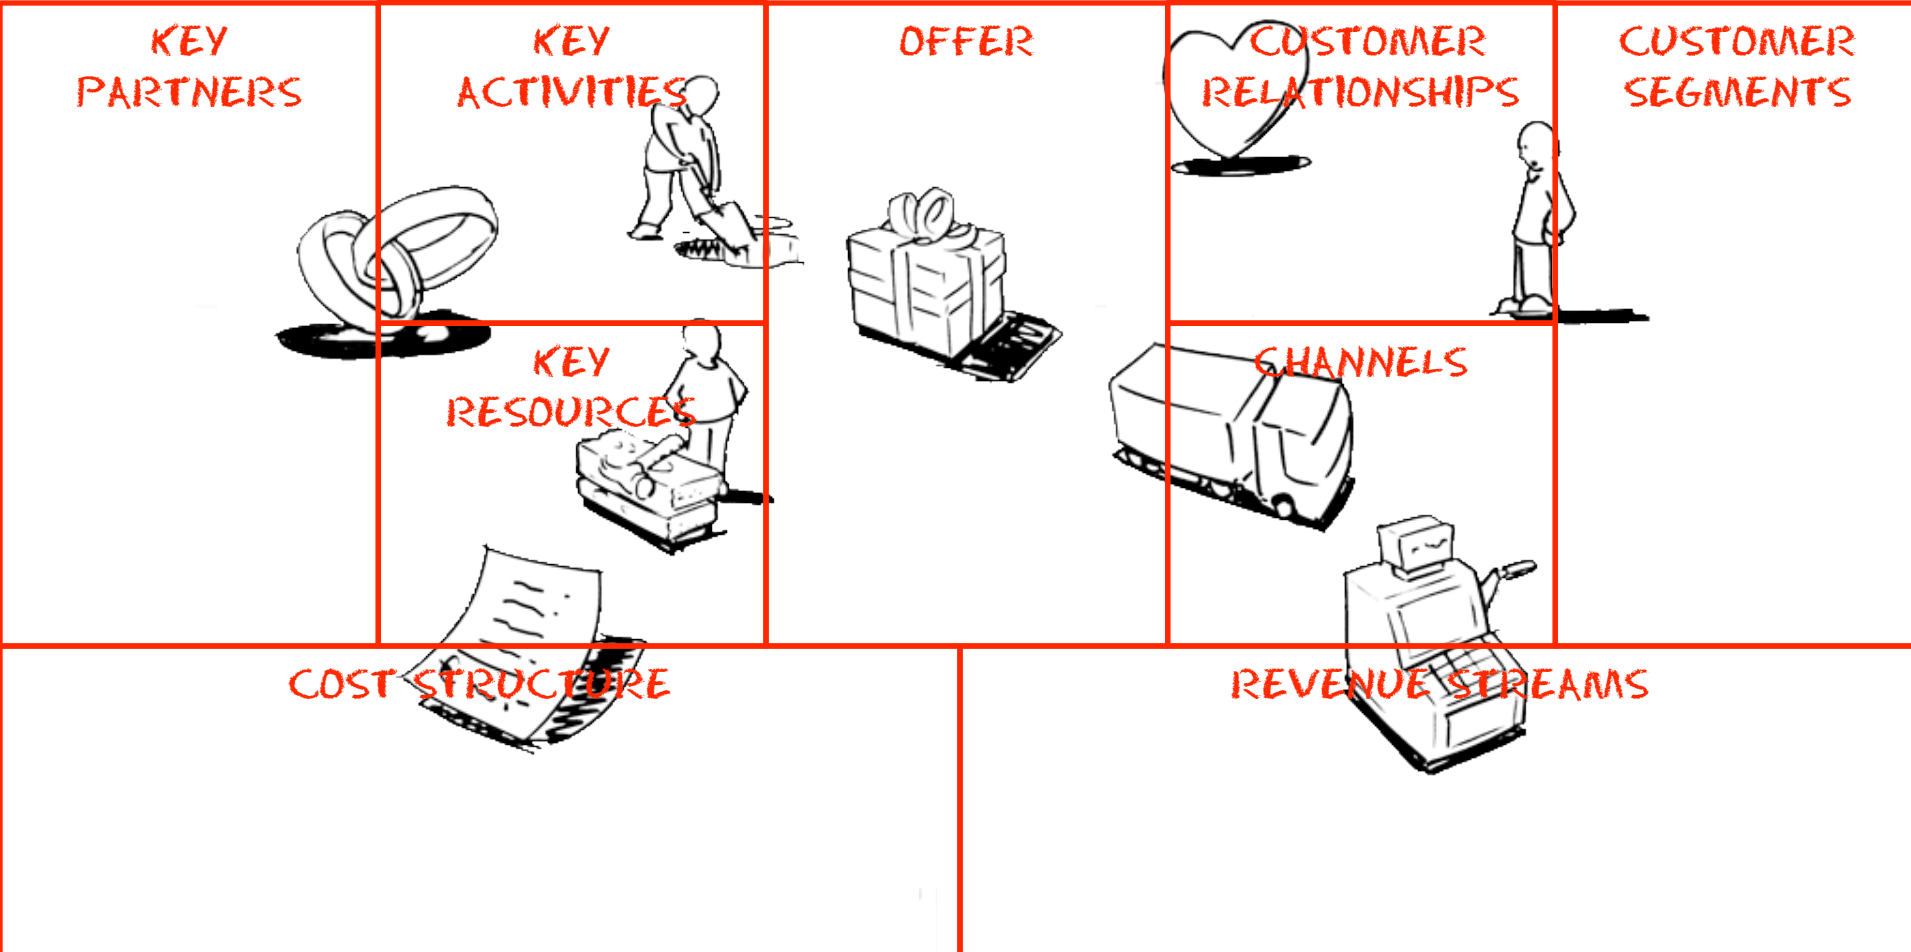 KEY
PARTNERS
KEY
ACTIVITIES
OFFER
CUSTOMER
RELATIONSHIPS
CUSTOMER
SEGMENTS
KEY
RESOURCES
CHANNELS
COST STRUCTURE
REVENUE STREAMS